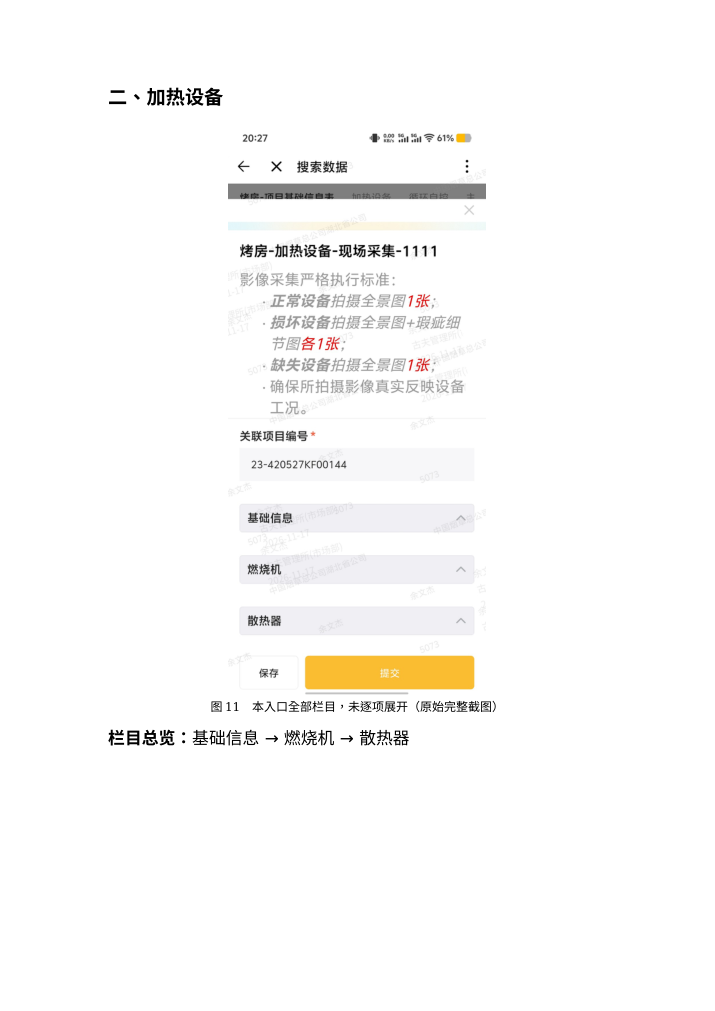 二、加热设备
20:27
0.00
KB/s
5G
5G
61%
搜索数据
烤房-项目基础信息表 加热设备 循环自控
烤房-加热设备-现场采集-1111
影像采集严格执行标准：
· 正常设备拍摄全景图1张；
· 损坏设备拍摄全景图+瑕疵细
节图各1张；
· 缺失设备拍摄全景图1张；
· 确保所拍摄影像真实反映设备
工况。
关联项目编号*
23-420527KF00144
基础信息
燃烧机
散热器
保存
提交
图 11 本入口全部栏目，未逐项展开（原始完整截图）
栏目总览：基础信息 → 燃烧机 → 散热器